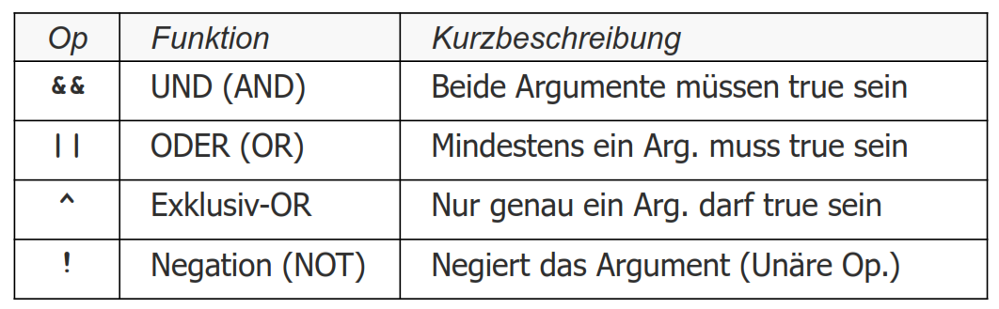 Op Funktion Kurzbeschreibung
&& UND (AND) Beide Argumente müssen true sein
|| ODER (OR) Mindestens ein Arg. muss true sein
^ Exklusiv-OR Nur genau ein Arg. darf true sein
! Negation (NOT) Negiert das Argument (Unäre Op.)